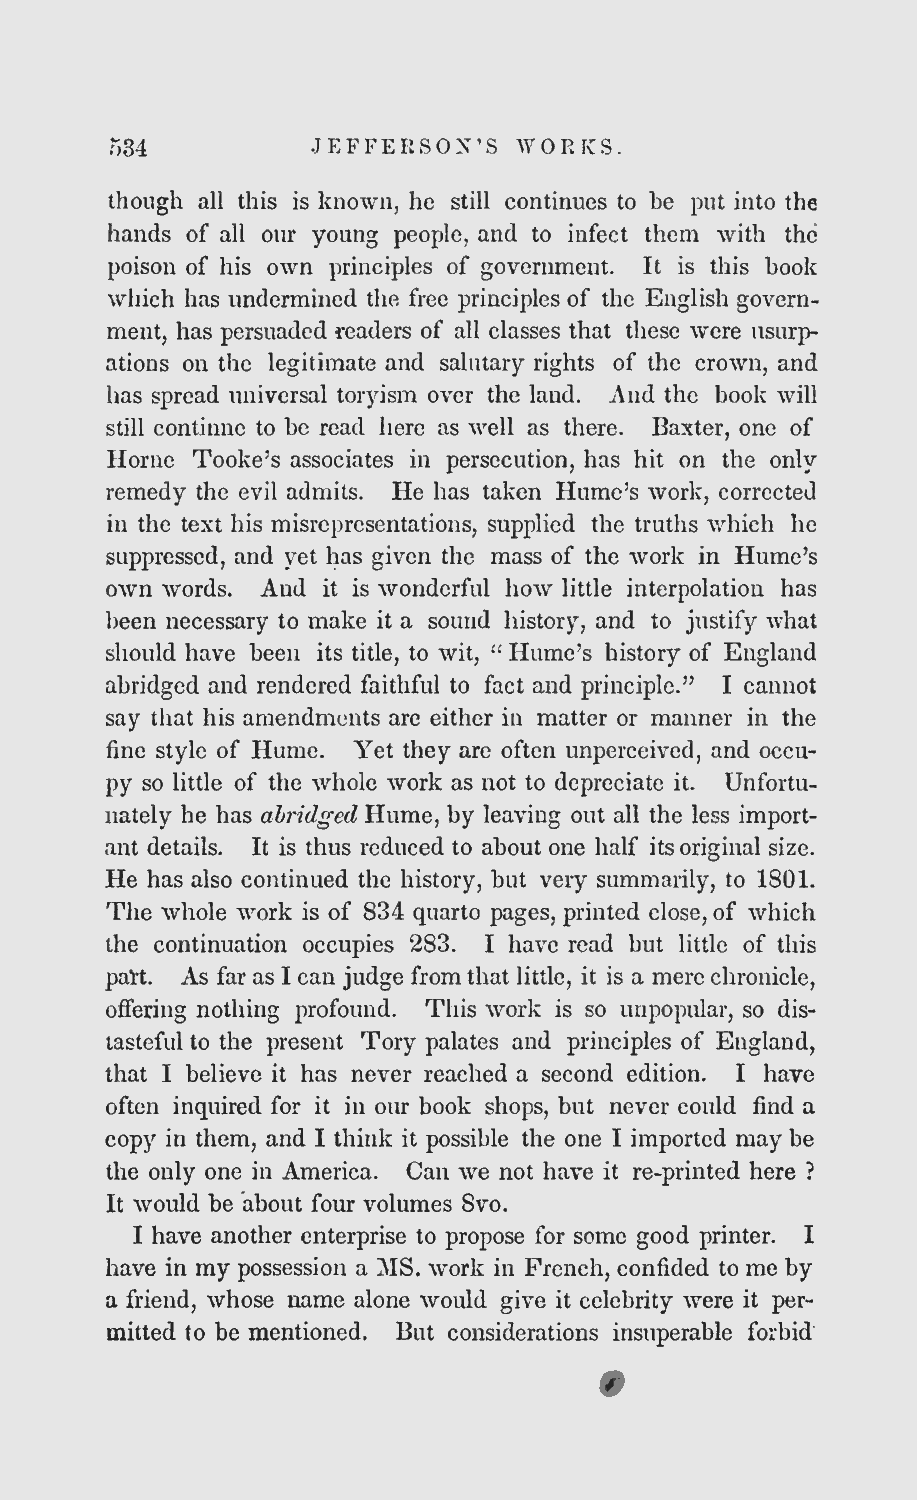 534 JEFFERSON'S WORKS.
though all this is known, he still continues to be put into the
hands of all our young people, and to infect them with the
poison of his own principles of government. It is this book
which has undermined the free principles of the English govern-
ment, has persuaded readers of all classes that these were usurp-
ations on the legitimate and salutary rights of the crown, and
has spread universal toryism over the land. And the book will
still continue to be read here as well as there. Baxter, one of
Horne Tooke's associates in persecution, has hit on the only
remedy the evil admits. He has taken Hume's work, corrected
in the text his misrepresentations, supplied the truths which he
suppressed, and yet has given the mass of the work in Hume's
own words. And it is wonderful how little interpolation has
been necessary to make it a sound history, and to justify what
should have been its title, to wit, "Hume's history of England
abridged and rendered faithful to fact and principle." I cannot
say that his amendments are either in matter or manner in the
fine style of Hume. Yet they are often unperceived, and occu-
py so little of the whole work as not to depreciate it. Unfortu-
nately he has abridged Hume, by leaving out all the less import-
ant details. It is thus reduced to about one half its original size.
He has also continued the history, but very summarily, to 1801.
The whole work is of 834 quarto pages, printed close, of which
the continuation occupies 283. I have read but little of this
part. As far as I can judge from that little, it is a mere chronicle,
offering nothing profound. This work is so unpopular, so dis-
tasteful to the present Tory palates and principles of England,
that I believe it has never reached a second edition. I have
often inquired for it in our book shops, but never could find a
copy in them, and I think it possible the one I imported may be
the only one in America. Can we not have it re-printed here?
It would be about four volumes 8vo.
I have another enterprise to propose for some good printer. I
have in my possession a MS. work in French, confided to me by
a friend, whose name alone would give it celebrity were it per-
mitted to be mentioned. But considerations insuperable forbid